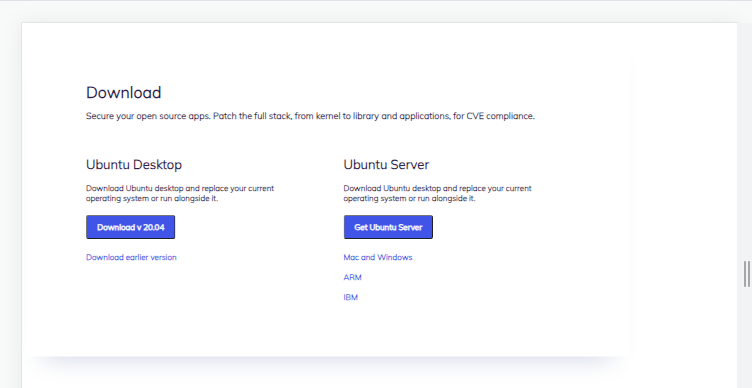 Download
Secure your open source apps. Patch the full stack, from kernel to library and applications, for CVE compliance.
Ubuntu Desktop
Download Ubuntu desktop and replace your current
operating system or run alongside it.
Download v 20.04
Download earlier version
Ubuntu Server
Download Ubuntu desktop and replace your current
operating system or run alongside it.
Get Ubuntu Server
Mac and Windows
ARM
IBM